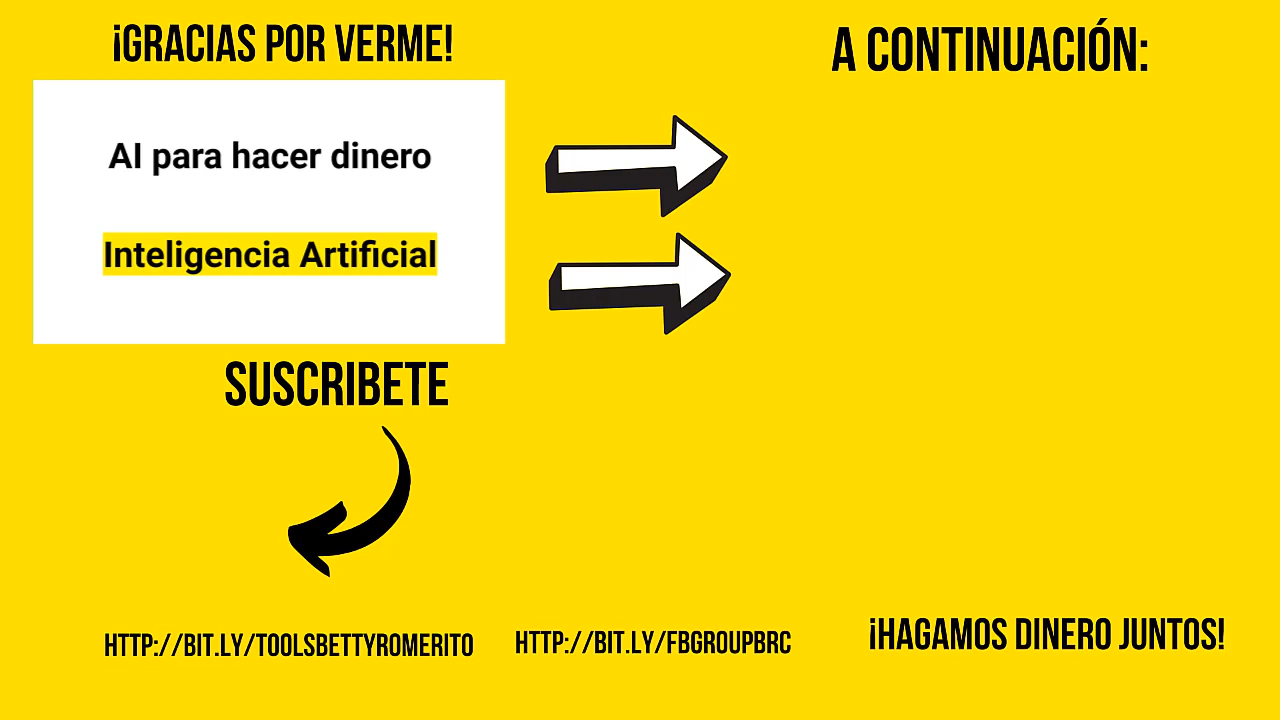 ¡GRACIAS POR VERME!
A CONTINUACIÓN:
AI para hacer dinero
Inteligencia Artificial
SUSCRIBETE
HTTP://BIT.LY/TOOLSBETTYROMERITO
HTTP://BIT.LY/FBGROUPBRC
¡HAGAMOS DINERO JUNTOS!